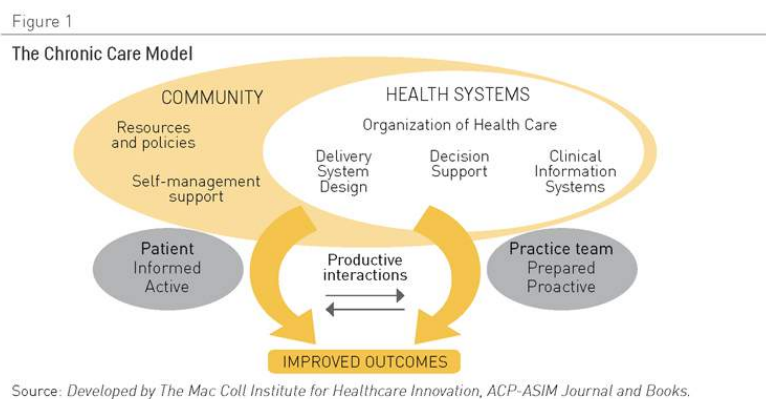 Figure 1
The Chronic Care Model
COMMUNITY
Resources
and policies
Self-management
support
HEALTH SYSTEMS
Organization of Health Care
Delivery
System
Design
Decision
Support
Clinical
Information
Systems
Patient
Informed
Active
Productive
interactions
Practice team
Prepared
Proactive
IMPROVED OUTCOMES
Source: Developed by The Mac Coll Institute for Healthcare Innovation, ACP-ASIM Journal and Books.